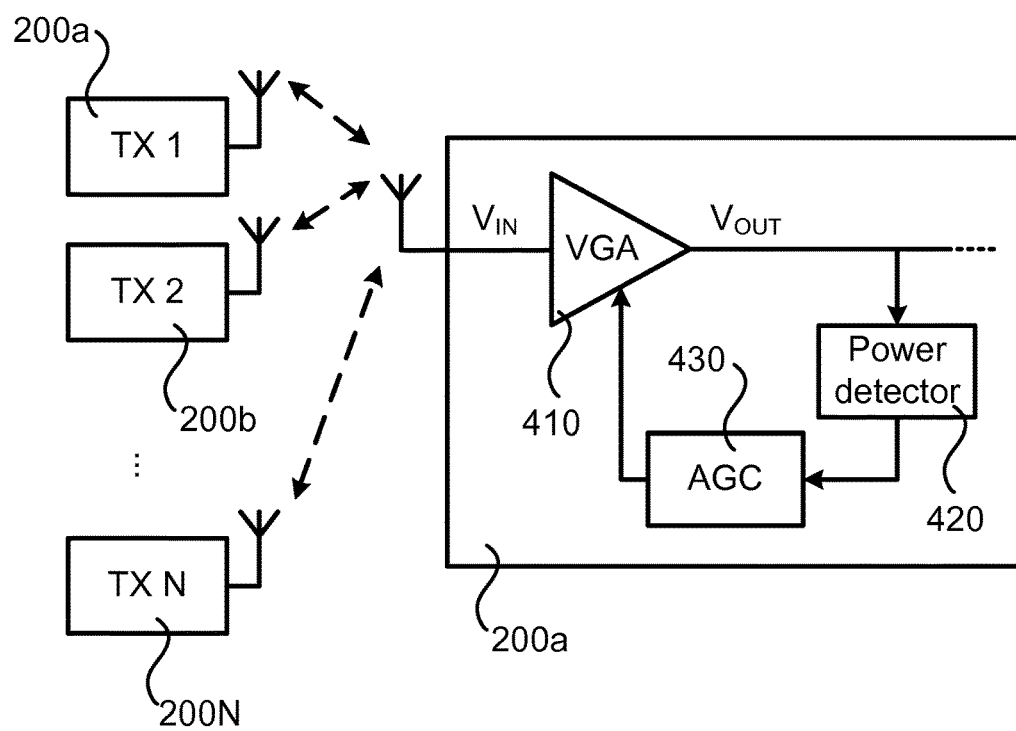 200a
TX 1
TX 2
200b
...
TX N
200N
V_IN
VGA
V_OUT
410
Power
detector
420
430
AGC
200a